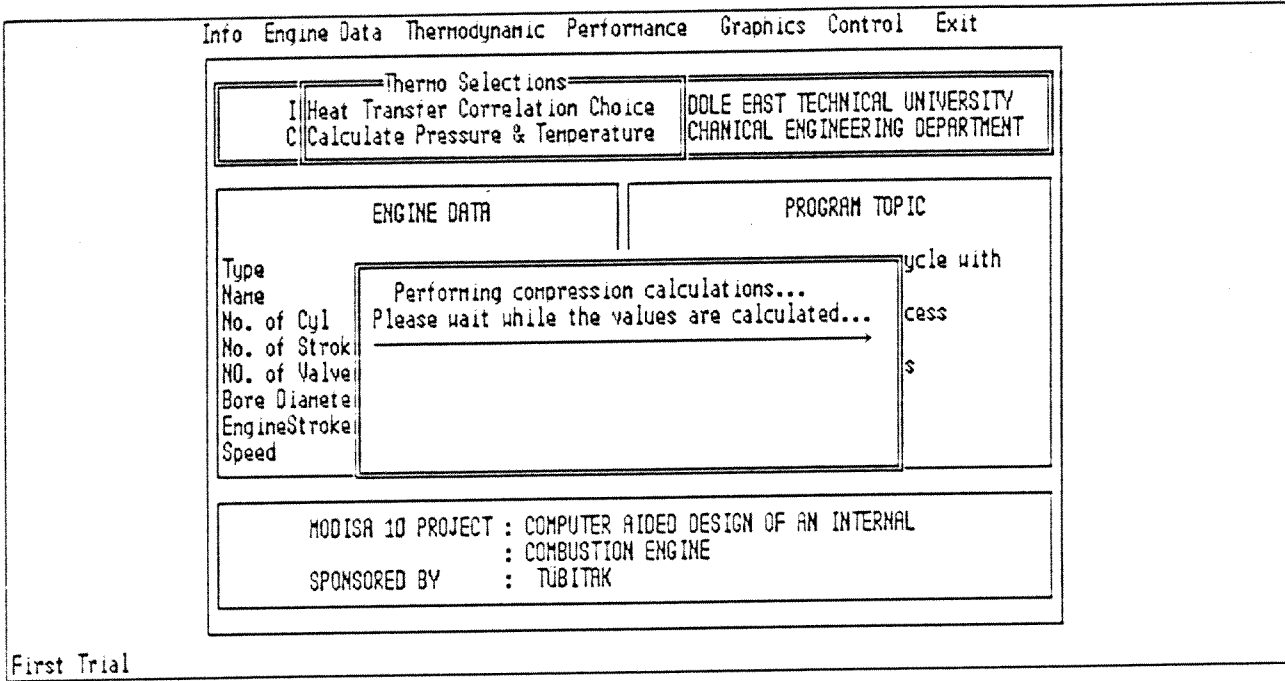 Info Engine Data Thermodynamic Performance Graphics Control Exit
Thermo Selections
I Heat Transfer Correlation Choice DDLE EAST TECHNICAL UNIVERSITY
C Calculate Pressure & Temperature CHANICAL ENGINEERING DEPARTMENT
ENGINE DATA PROGRAM TOPIC
Type ycle with
Name Performing compression calculations...
No. of Cyl Please wait while the values are calculated... cess
No. of Strok
NO. of Valve s
Bore Diamete
EngineStroke
Speed
MODISA 10 PROJECT : COMPUTER AIDED DESIGN OF AN INTERNAL
: COMBUSTION ENGINE
SPONSORED BY : TÜBITAK
First Trial